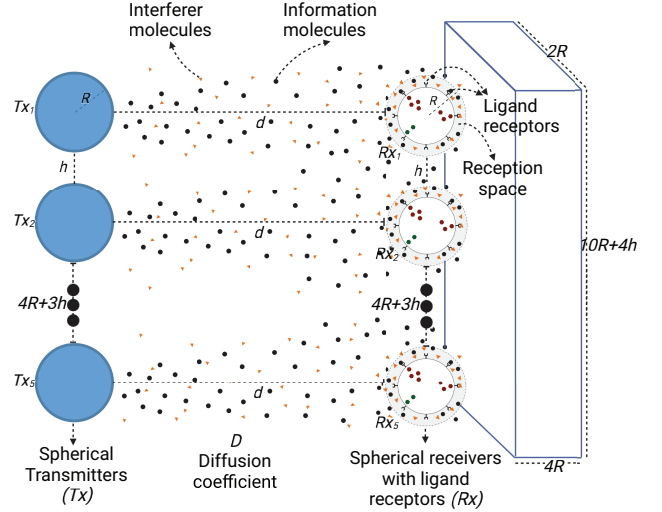 Interferer
molecules
Information
molecules
2R
Tx1
R
d
R
Ligand
receptors
Rx1
h
h
Reception
space
Tx2
d
Rx2
10R+4h
4R+3h
4R+3h
Tx5
d
Rx5
D
Diffusion
coefficient
Spherical
Transmitters
(Tx)
Spherical receivers
with ligand
receptors (Rx)
4R